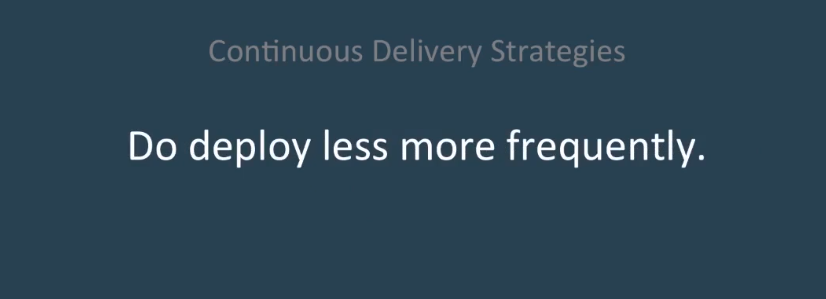 Continuous Delivery Strategies
Do deploy less more frequently.